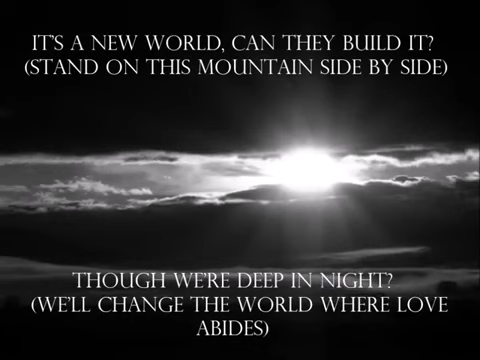 IT'S A NEW WORLD, CAN THEY BUILD IT?
(STAND ON THIS MOUNTAIN SIDE BY SIDE)
THOUGH WE'RE DEEP IN NIGHT?
(WE'LL CHANGE THE WORLD WHERE LOVE
ABIDES)